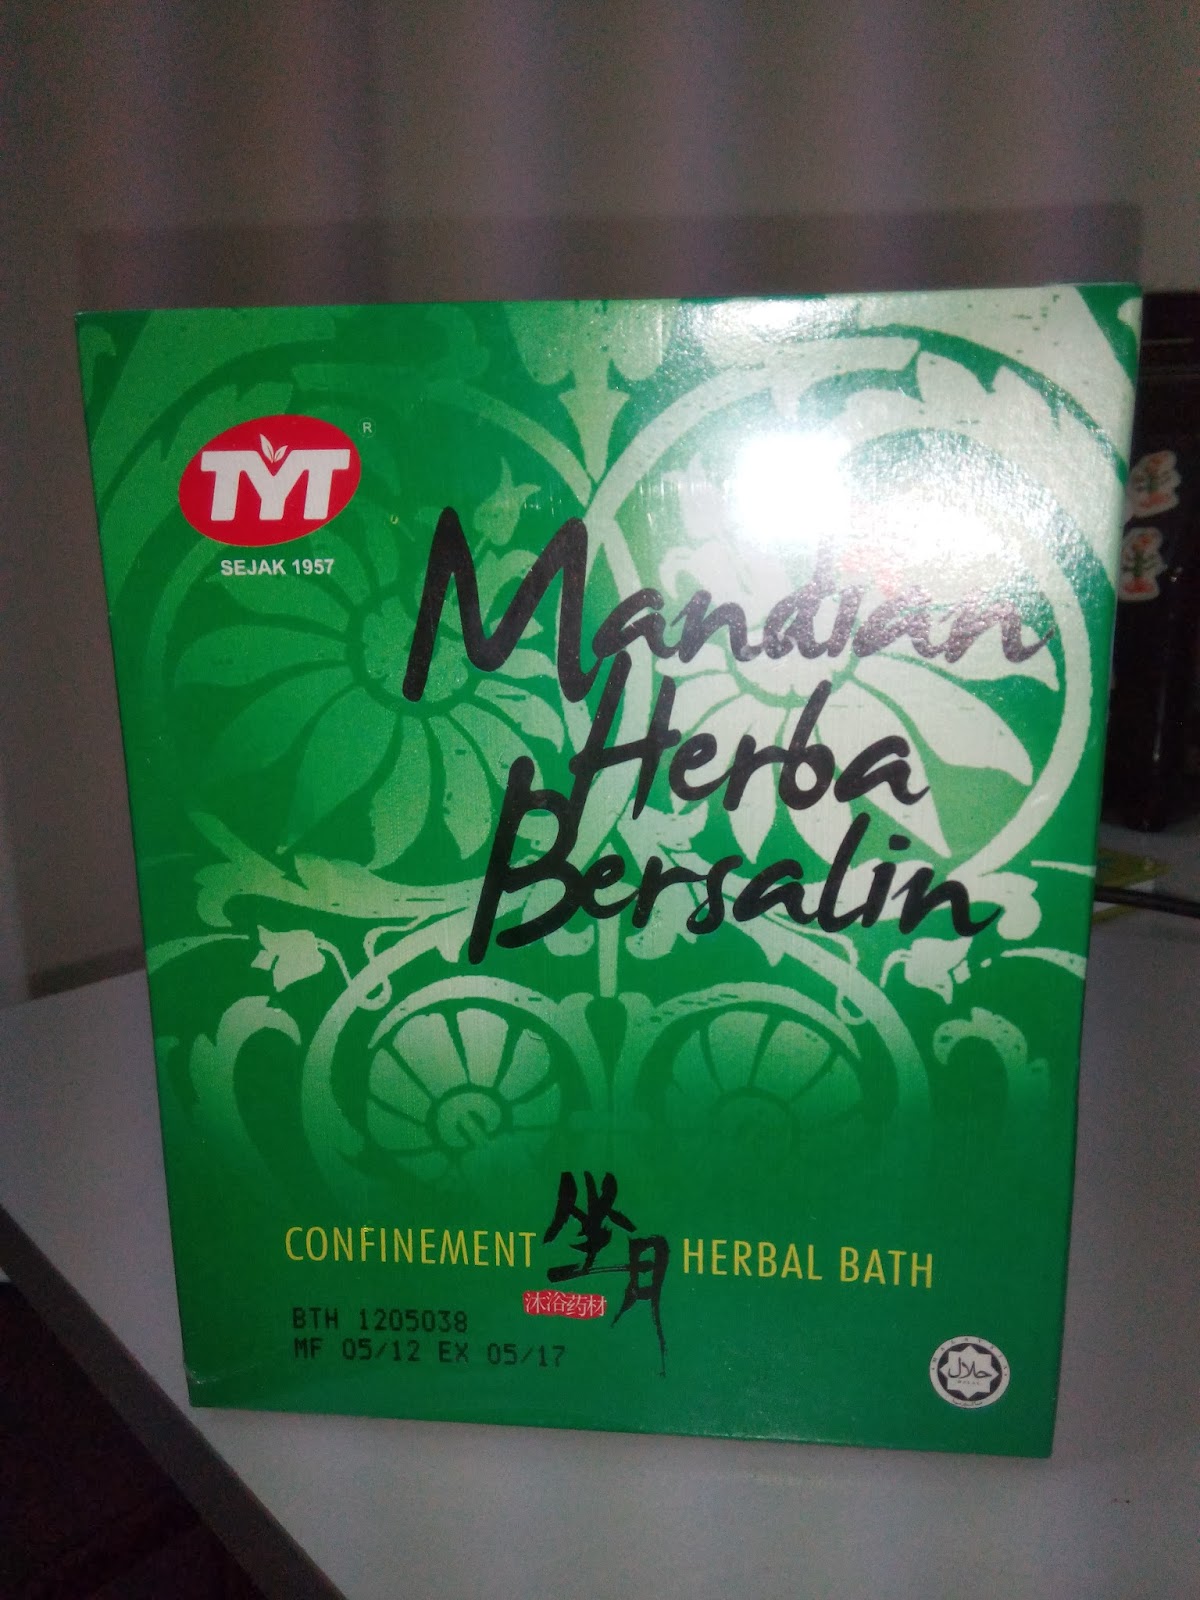 TYT
®
SEJAK 1957
Mandian
Herba
Bersalin
CONFINEMENT 坐月 HERBAL BATH
沐浴药材
BTH 1205038
MF 05/12 EX 05/17
حلال